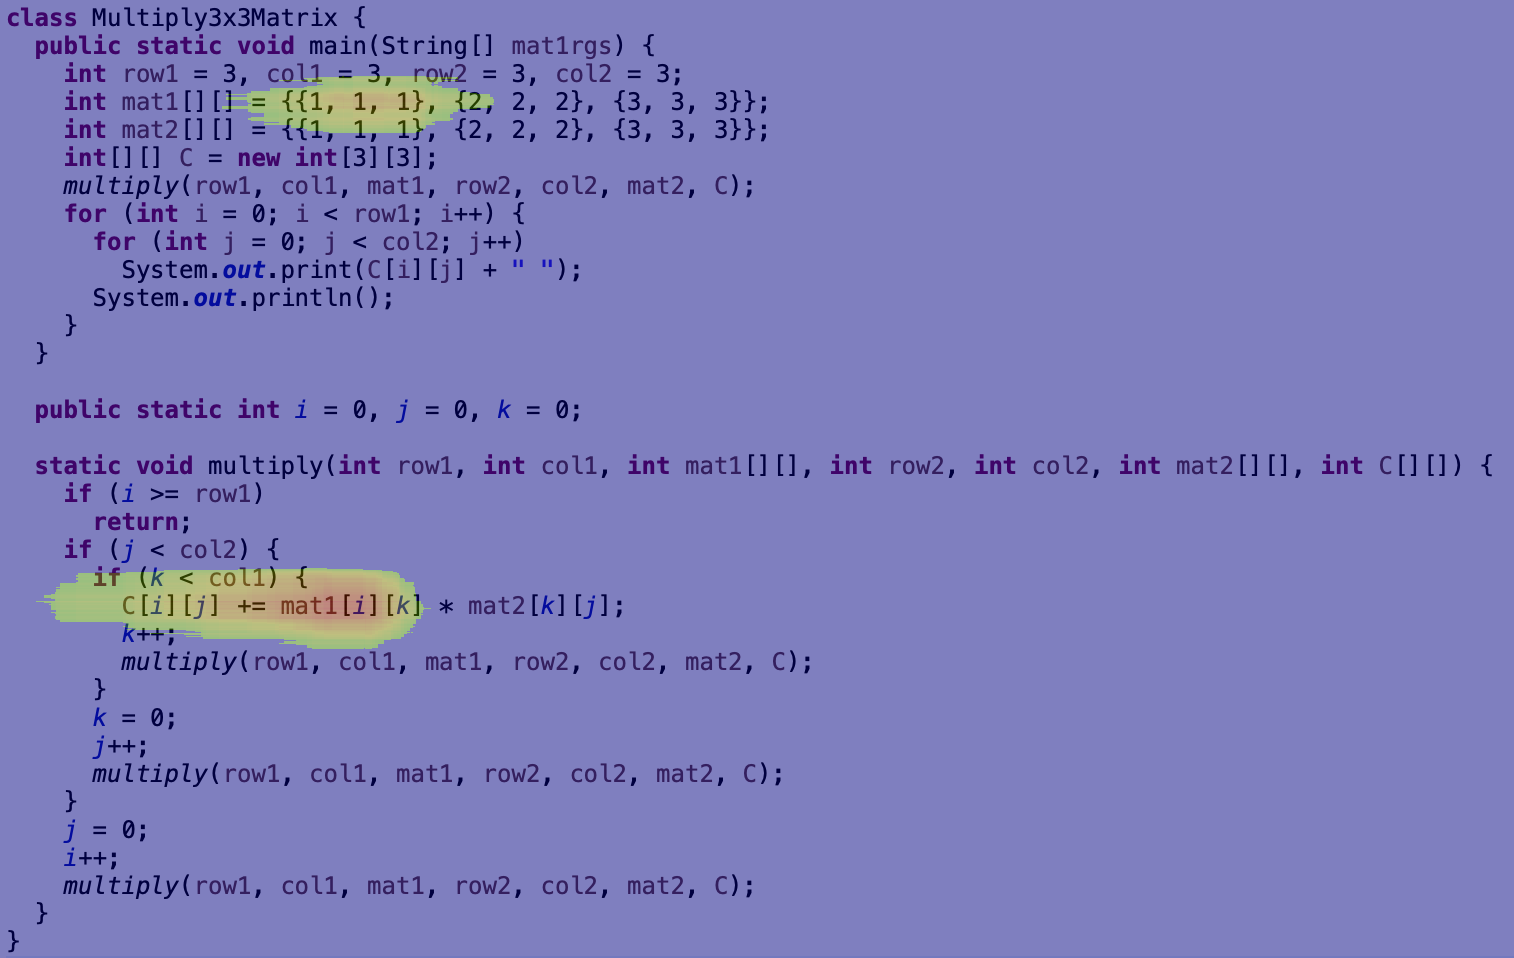 class Multiply3x3Matrix {
  public static void main(String[] mat1rgs) {
    int row1 = 3, col1 = 3, row2 = 3, col2 = 3;
    int mat1[][] = {{1, 1, 1}, {2, 2, 2}, {3, 3, 3}};
    int mat2[][] = {{1, 1, 1}, {2, 2, 2}, {3, 3, 3}};
    int[][] C = new int[3][3];
    multiply(row1, col1, mat1, row2, col2, mat2, C);
    for (int i = 0; i < row1; i++) {
      for (int j = 0; j < col2; j++)
        System.out.print(C[i][j] + " ");
      System.out.println();
    }
  }

  public static int i = 0, j = 0, k = 0;

  static void multiply(int row1, int col1, int mat1[][], int row2, int col2, int mat2[][], int C[][]) {
    if (i >= row1)
      return;
    if (j < col2) {
      if (k < col1) {
        C[i][j] += mat1[i][k] * mat2[k][j];
        k++;
        multiply(row1, col1, mat1, row2, col2, mat2, C);
      }
      k = 0;
      j++;
      multiply(row1, col1, mat1, row2, col2, mat2, C);
    }
    j = 0;
    i++;
    multiply(row1, col1, mat1, row2, col2, mat2, C);
  }
}